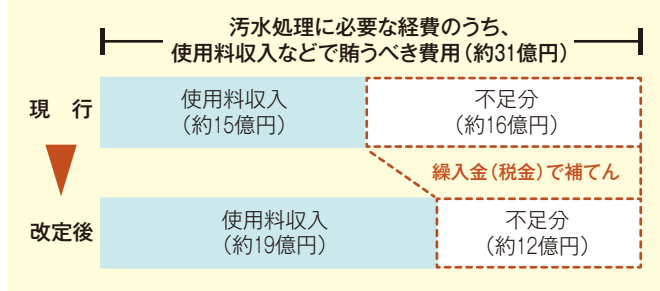 汚水処理に必要な経費のうち、
使用料収入などで賄うべき費用（約31億円）
現　行
使用料収入
（約15億円）
不足分
（約16億円）
繰入金（税金）で補てん
改定後
使用料収入
（約19億円）
不足分
（約12億円）